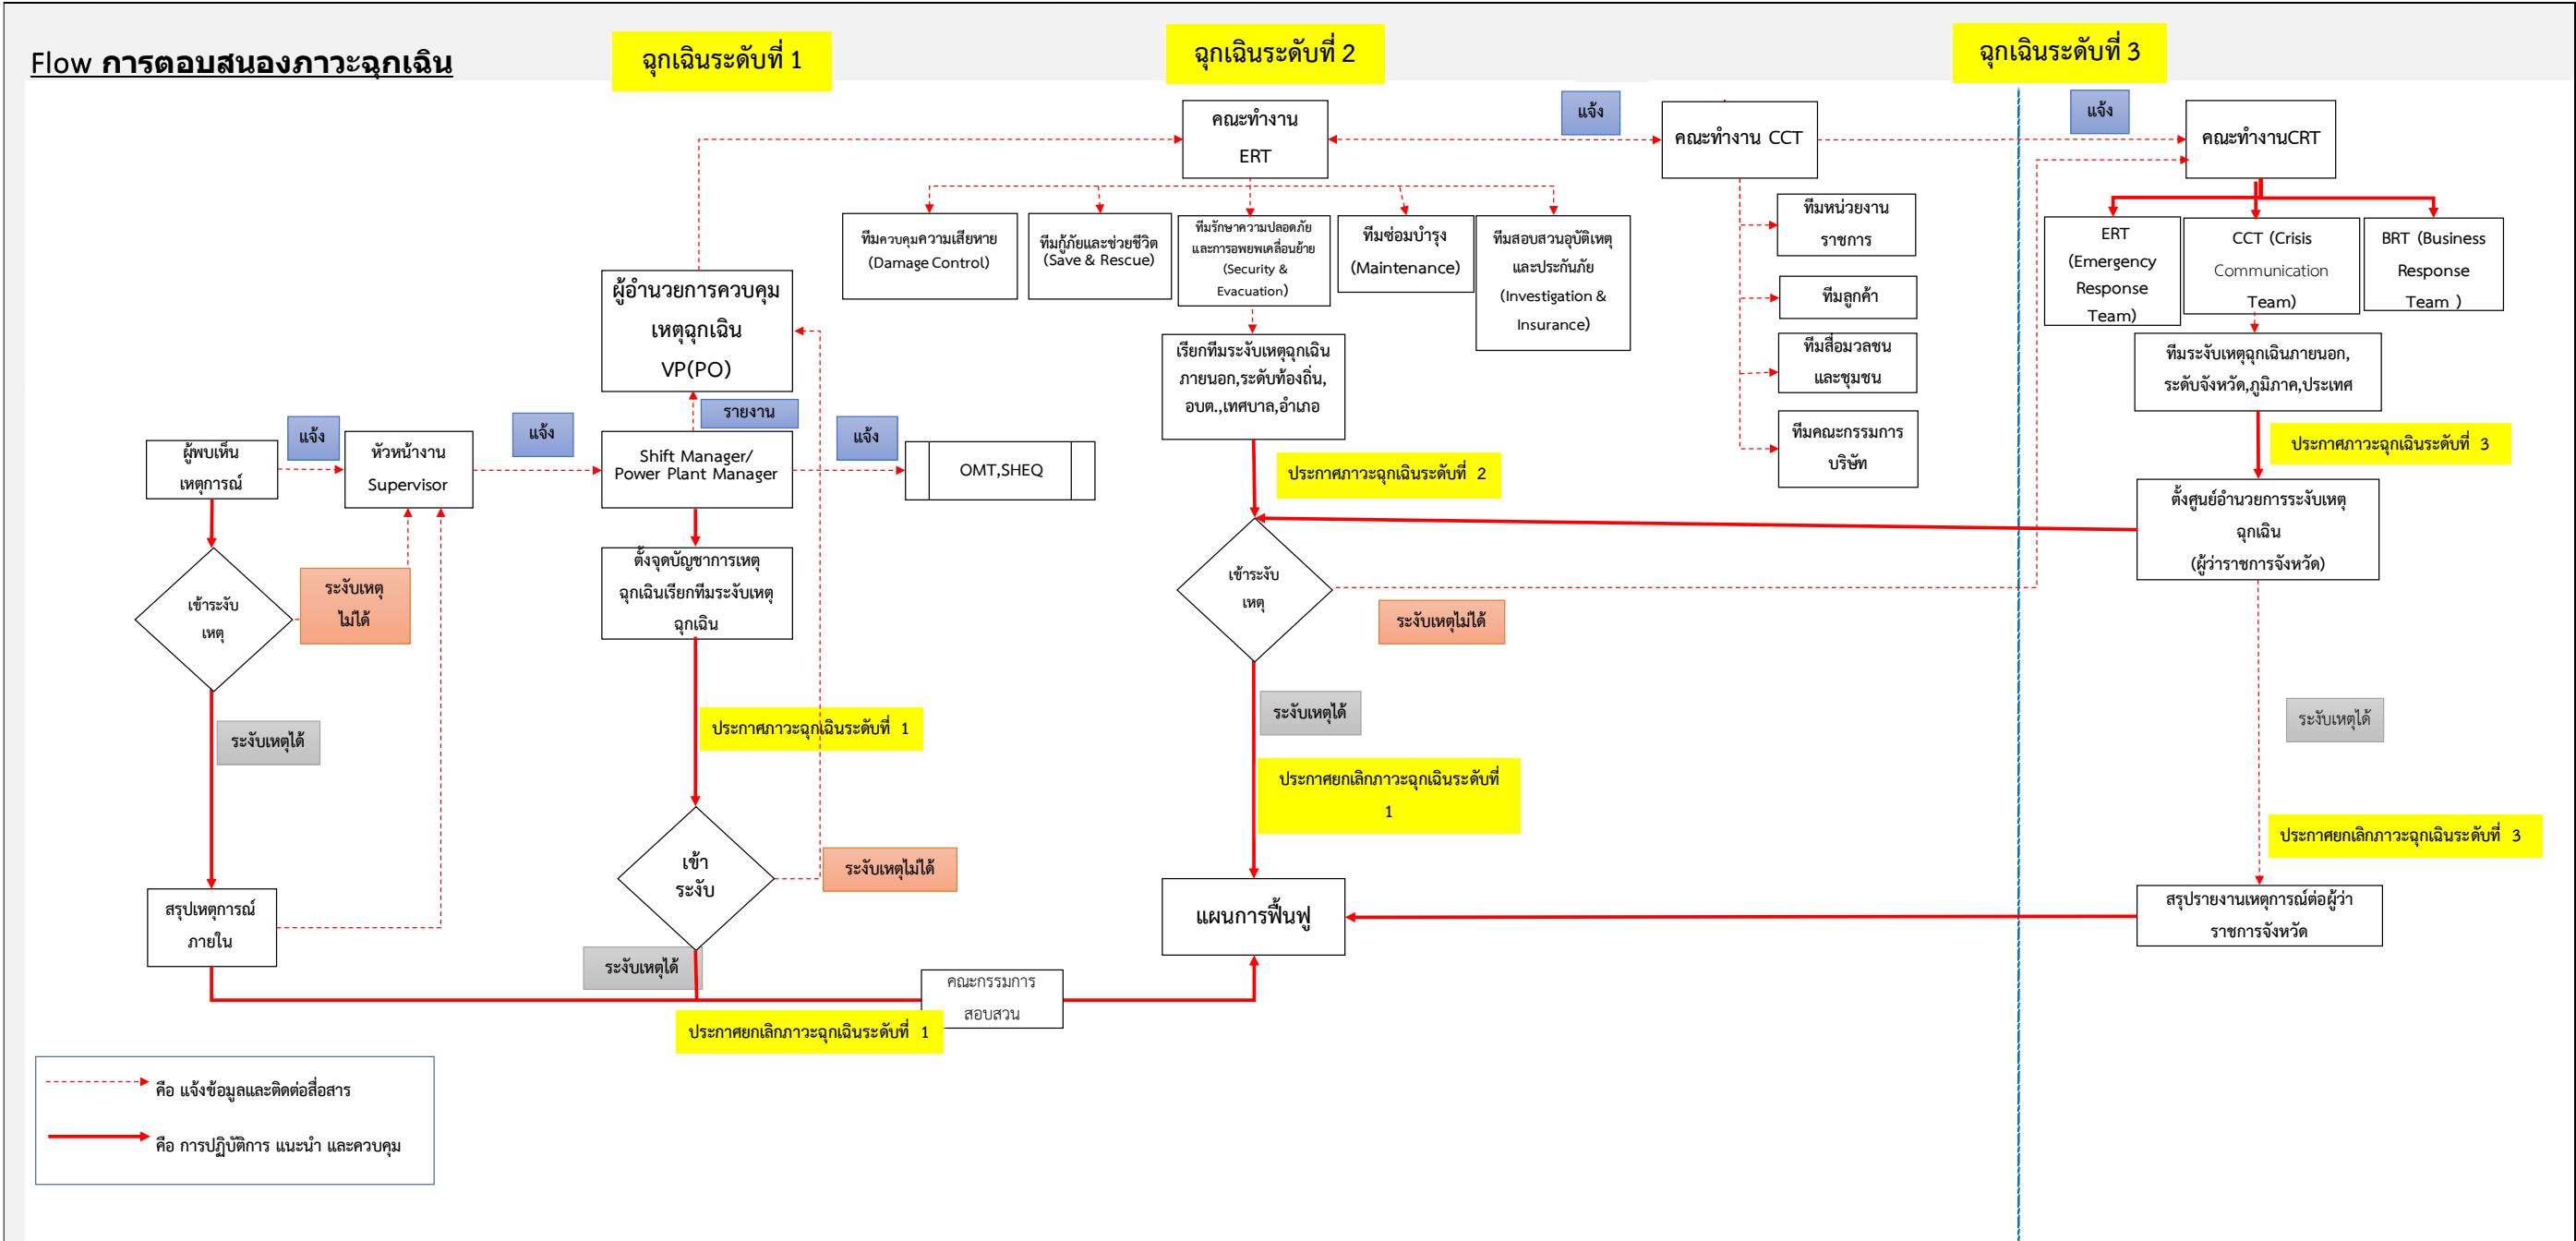 Flow การตอบสนองภาวะฉุกเฉิน
ฉุกเฉินระดับที่ 1
ฉุกเฉินระดับที่ 2
ฉุกเฉินระดับที่ 3
คณะทำงาน
ERT
แจ้ง
คณะทำงาน CCT
แจ้ง
คณะทำงานCRT
ทีมควบคุมความเสียหาย
(Damage Control)
ทีมกู้ภัยและช่วยชีวิต
(Save & Rescue)
ทีมรักษาความปลอดภัย
และการอพยพเคลื่อนย้าย
(Security &
Evacuation)
ทีมซ่อมบำรุง
(Maintenance)
ทีมสอบสวนอุบัติเหตุ
และประกันภัย
(Investigation &
Insurance)
ทีมหน่วยงาน
ราชการ
ทีมลูกค้า
ทีมสื่อมวลชน
และชุมชน
ทีมคณะกรรมการ
บริษัท
ERT
(Emergency
Response
Team)
CCT (Crisis
Communication
Team)
BRT (Business
Response
Team )
ผู้อำนวยการควบคุม
เหตุฉุกเฉิน
VP(PO)
เรียกทีมระงับเหตุฉุกเฉิน
ภายนอก,ระดับท้องถิ่น,
อบต.,เทศบาล,อำเภอ
ทีมระงับเหตุฉุกเฉินภายนอก,
ระดับจังหวัด,ภูมิภาค,ประเทศ
รายงาน
แจ้ง
แจ้ง
แจ้ง
ผู้พบเห็น
เหตุการณ์
หัวหน้างาน
Supervisor
Shift Manager/
Power Plant Manager
OMT,SHEQ
ประกาศภาวะฉุกเฉินระดับที่ 2
ประกาศภาวะฉุกเฉินระดับที่ 3
ตั้งศูนย์อำนวยการระงับเหตุ
ฉุกเฉิน
(ผู้ว่าราชการจังหวัด)
เข้าระงับ
เหตุ
ระงับเหตุ
ไม่ได้
ตั้งจุดบัญชาการเหตุ
ฉุกเฉินเรียกทีมระงับเหตุ
ฉุกเฉิน
เข้าระงับ
เหตุ
ระงับเหตุไม่ได้
ระงับเหตุได้
ประกาศภาวะฉุกเฉินระดับที่ 1
ระงับเหตุได้
ระงับเหตุได้
ประกาศยกเลิกภาวะฉุกเฉินระดับที่
1
ประกาศยกเลิกภาวะฉุกเฉินระดับที่ 3
เข้า
ระงับ
ระงับเหตุไม่ได้
สรุปเหตุการณ์
ภายใน
ระงับเหตุได้
แผนการฟื้นฟู
สรุปรายงานเหตุการณ์ต่อผู้ว่า
ราชการจังหวัด
คณะกรรมการ
สอบสวน
ประกาศยกเลิกภาวะฉุกเฉินระดับที่ 1
คือ แจ้งข้อมูลและติดต่อสื่อสาร
คือ การปฏิบัติการ แนะนำ และควบคุม